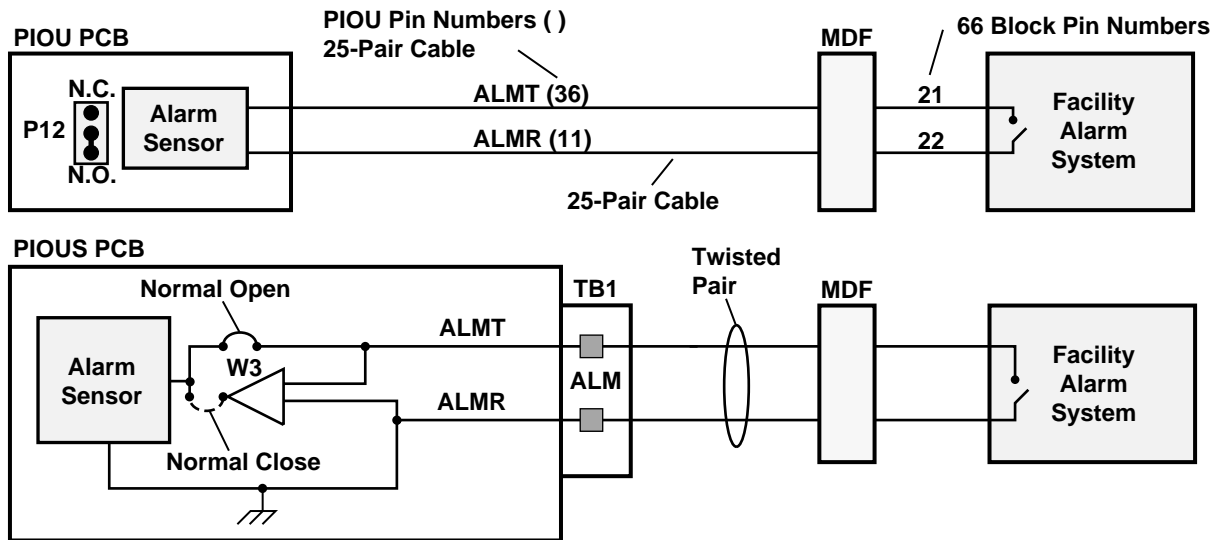 PIOU Pin Numbers ( )
25-Pair Cable
66 Block Pin Numbers
PIOU PCB
MDF
N.C.
P12
N.O.
Alarm
Sensor
ALMT (36)
ALMR (11)
25-Pair Cable
21
22
Facility
Alarm
System
PIOUS PCB
Normal Open
Alarm
Sensor
W3
Normal Close
ALMT
ALMR
TB1
ALM
Twisted
Pair
MDF
Facility
Alarm
System